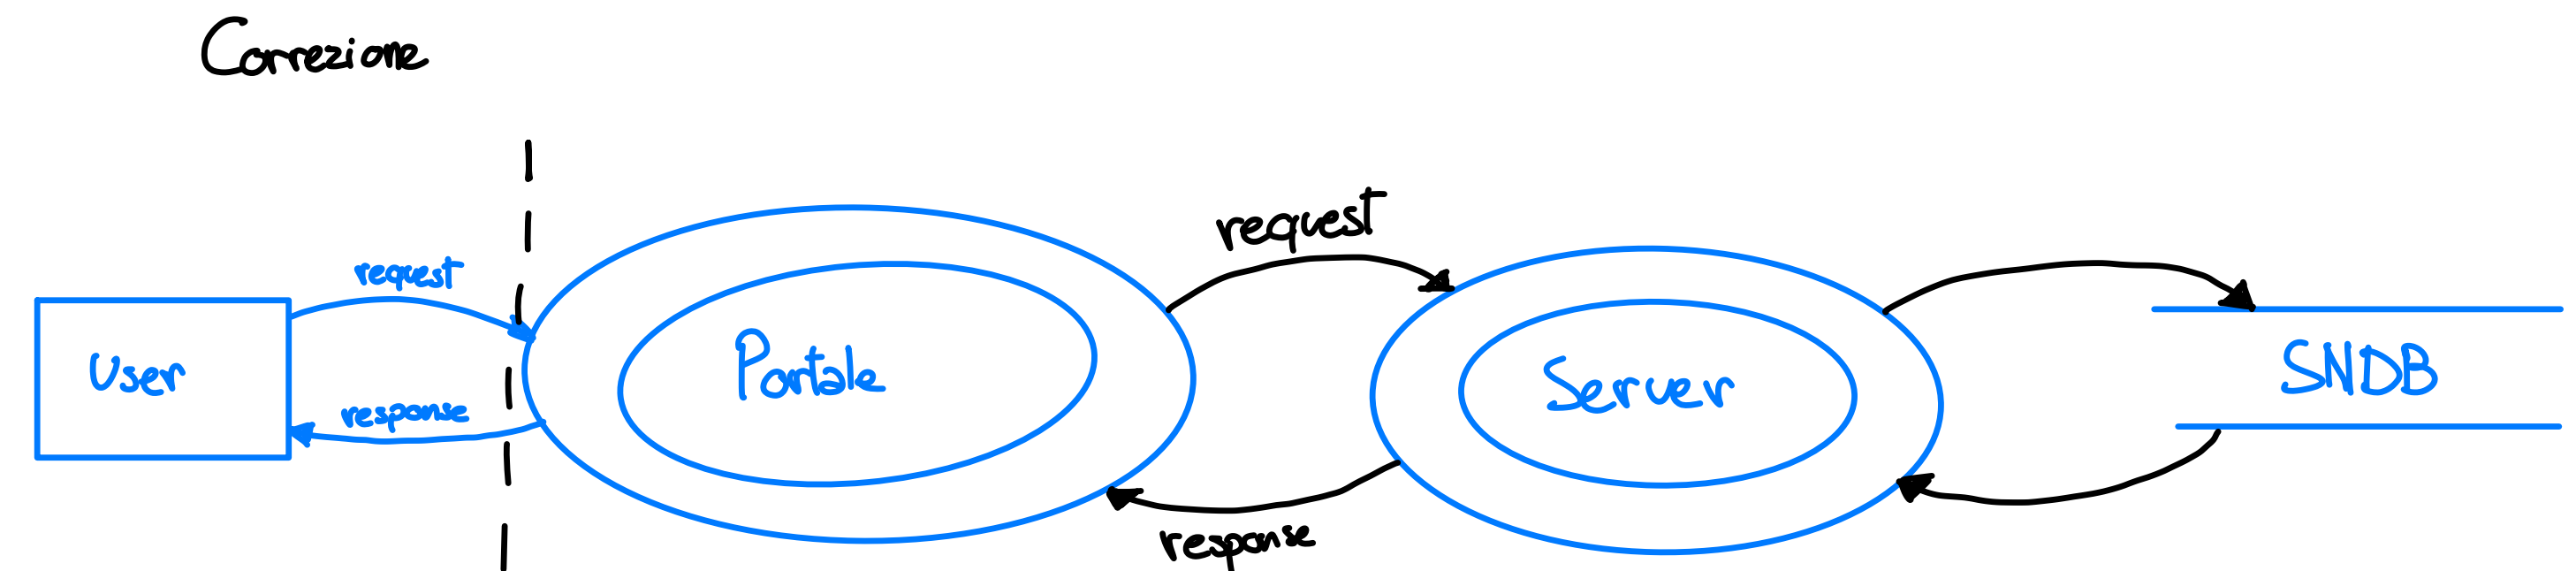 Correzione
request
request
User
Portale
Server
SNDB
response
response